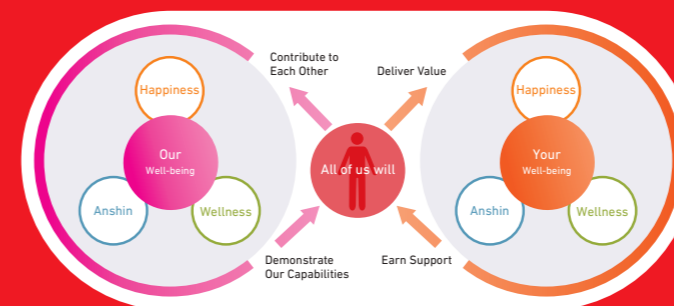 Contribute to
Each Other
Deliver Value
Happiness
Our
Well-being
Anshin
Wellness
All of us will
Happiness
Your
Well-being
Anshin
Wellness
Demonstrate
Our Capabilities
Earn Support